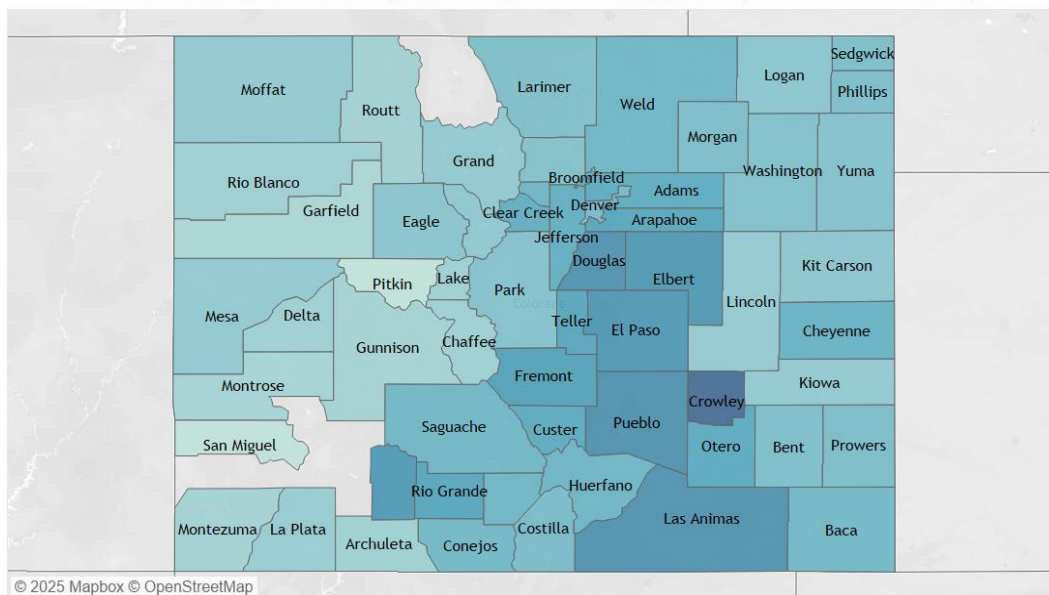 Sedgwick
Logan
Moffat
Larimer
Phillips
Weld
Routt
Morgan
Grand
Washington
Yuma
Rio Blanco
Broomfield
Adams
Denver
Garfield
Eagle
Clear Creek
Arapahoe
Jefferson
Douglas
Kit Carson
Lake
Elbert
Pitkin
Park
Lincoln
Colorado
Mesa
Delta
Teller
El Paso
Cheyenne
Chaffee
Gunnison
Fremont
Kiowa
Montrose
Crowley
Pueblo
Saguache
Custer
San Miguel
Otero
Bent
Prowers
Huerfano
Rio Grande
Las Animas
Montezuma
La Plata
Costilla
Baca
Archuleta
Conejos
© 2025 Mapbox © OpenStreetMap